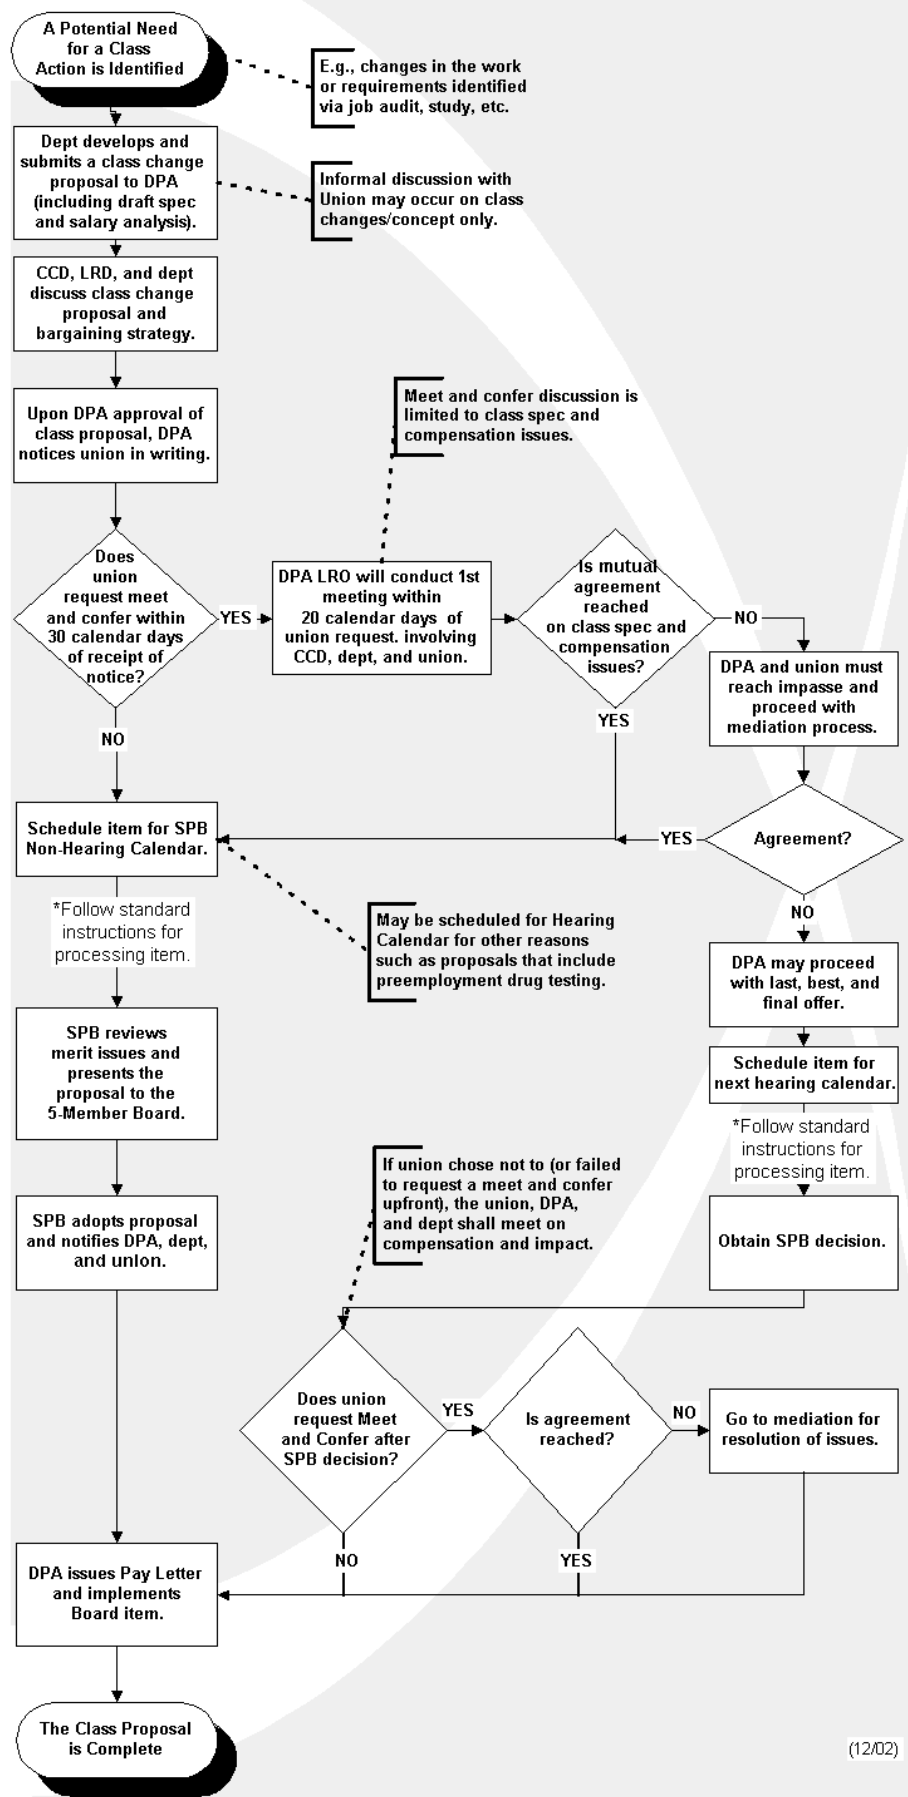 A Potential Need
for a Class
Action is Identified
E.g., changes in the work
or requirements identified
via job audit, study, etc.
Dept develops and
submits a class change
proposal to DPA
(including draft spec
and salary analysis).
Informal discussion with
Union may occur on class
changes/concept only.
CCD, LRD, and dept
discuss class change
proposal and
bargaining strategy.
Upon DPA approval of
class proposal, DPA
notices union in writing.
Meet and confer discussion is
limited to class spec and
compensation issues.
Does
union
request meet
and confer within
30 calendar days
of receipt of
notice?
YES
NO
DPA LRO will conduct 1st
meeting within
20 calendar days of
union request. involving
CCD, dept, and union.
Is mutual
agreement
reached
on class spec and
compensation
issues?
NO
YES
DPA and union must
reach impasse and
proceed with
mediation process.
Agreement?
YES
NO
Schedule item for SPB
Non-Hearing Calendar.
*Follow standard
instructions for
processing item.
May be scheduled for Hearing
Calendar for other reasons
such as proposals that include
preemployment drug testing.
DPA may proceed
with last, best, and
final offer.
SPB reviews
merit issues and
presents the
proposal to the
5-Member Board.
Schedule item for
next hearing calendar.
*Follow standard
instructions for
processing item.
If union chose not to (or failed
to request a meet and confer
upfront), the union, DPA,
and dept shall meet on
compensation and impact.
SPB adopts proposal
and notifies DPA, dept,
and union.
Obtain SPB decision.
Does union
request Meet
and Confer after
SPB decision?
YES
NO
Is agreement
reached?
NO
YES
Go to mediation for
resolution of issues.
DPA issues Pay Letter
and implements
Board item.
The Class Proposal
is Complete
(12/02)